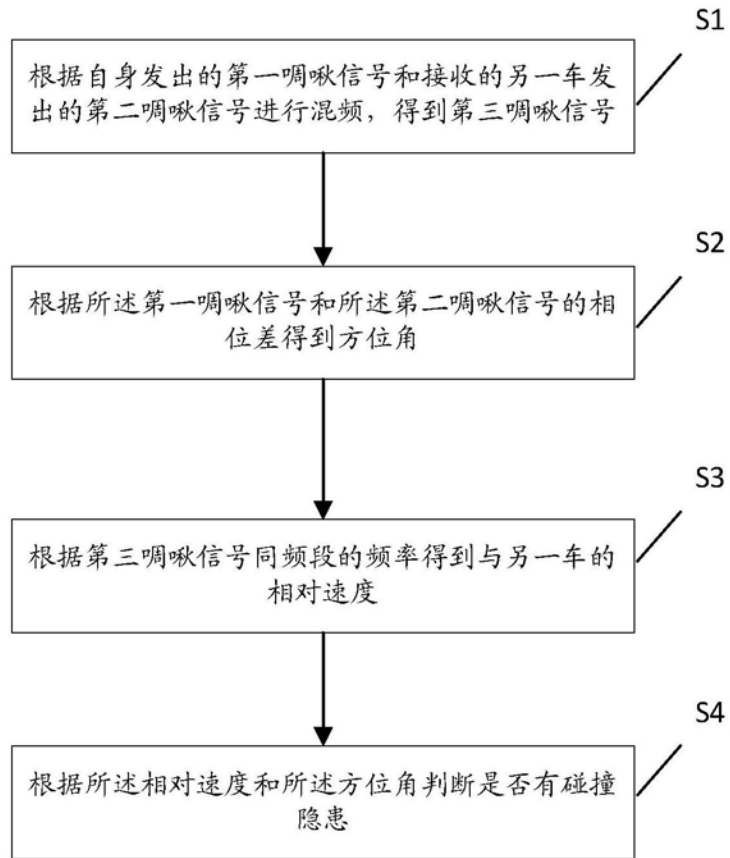 S1
根据自身发出的第一啁啾信号和接收的另一车发
出的第二啁啾信号进行混频，得到第三啁啾信号
S2
根据所述第一啁啾信号和所述第二啁啾信号的相
位差得到方位角
S3
根据第三啁啾信号同频段的频率得到与另一车的
相对速度
S4
根据所述相对速度和所述方位角判断是否有碰撞
隐患